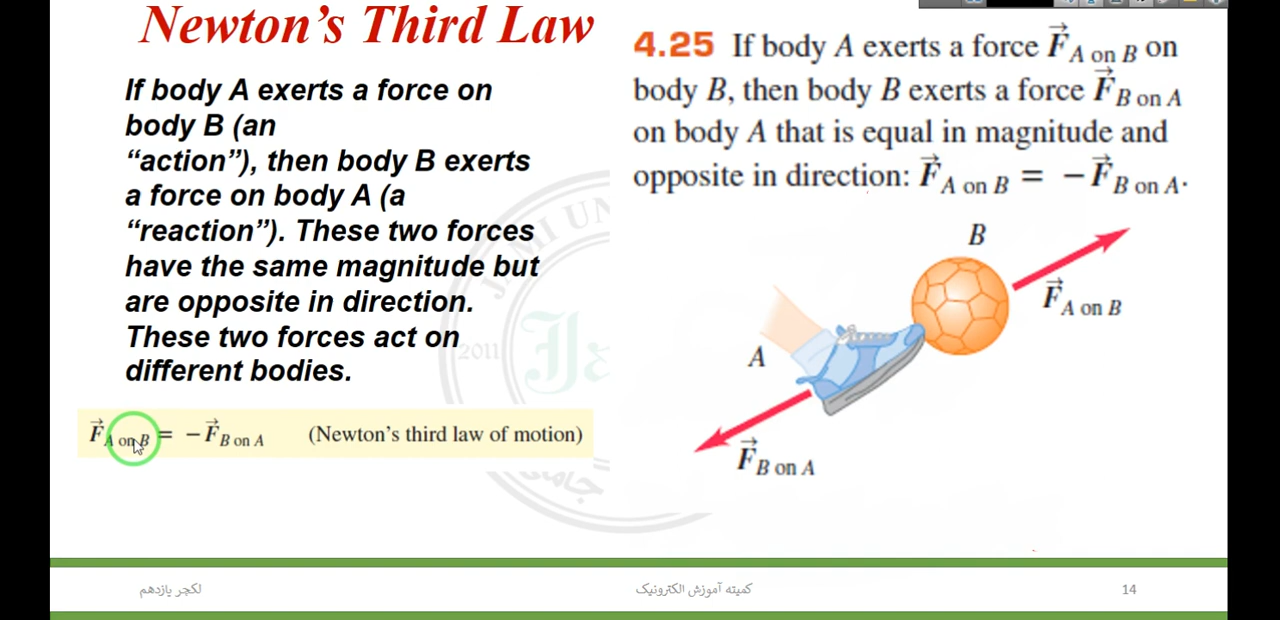 Newton's Third Law
If body A exerts a force on
body B (an
"action"), then body B exerts
a force on body A (a
"reaction"). These two forces
have the same magnitude but
are opposite in direction.
These two forces act on
different bodies.
F⃗ A on B = −F⃗ B on A (Newton's third law of motion)
4.25 If body A exerts a force F⃗ A on B on
body B, then body B exerts a force F⃗ B on A
on body A that is equal in magnitude and
opposite in direction: F⃗ A on B = −F⃗ B on A.
B
F⃗ A on B
A
F⃗ B on A
2011
جامی
لکچر یازدهم
کمیته آموزش الکترونیک
14